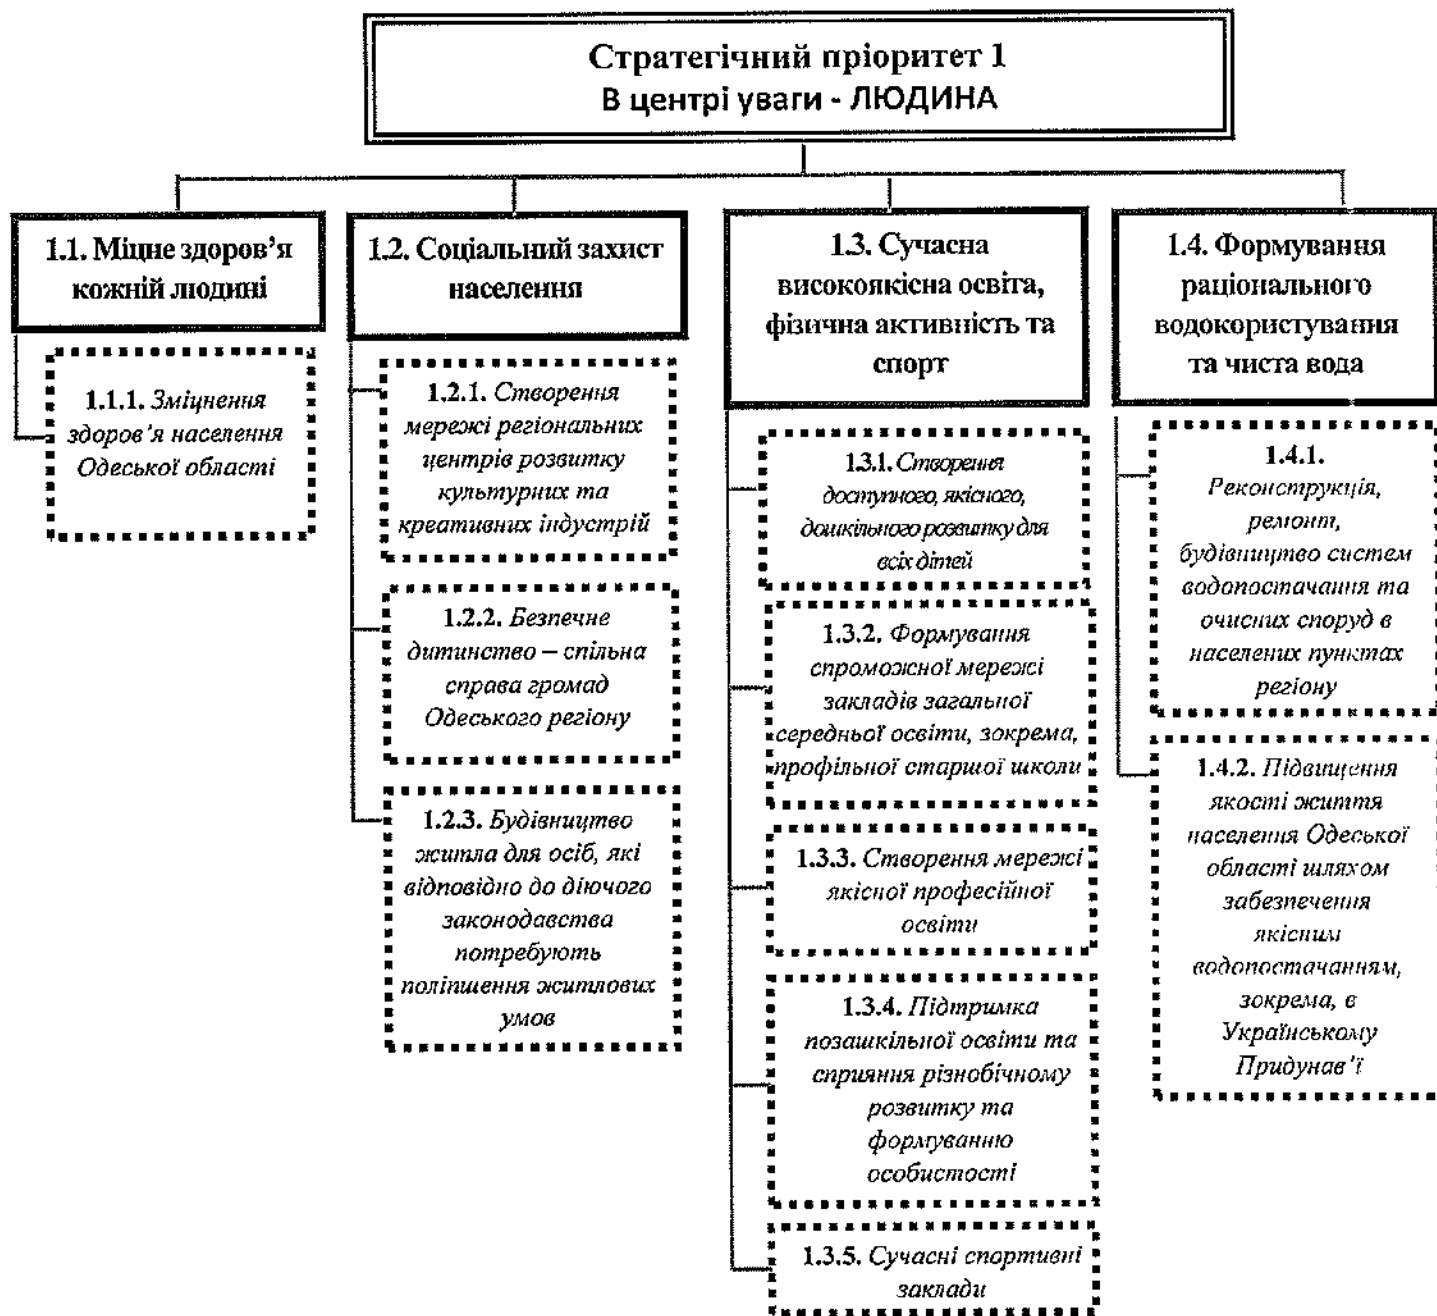 Стратегічний пріоритет 1
В центрі уваги - ЛЮДИНА
1.1. Міцне здоров’я
кожній людині
1.1.1. Зміцнення
здоров’я населення
Одеської області
1.2. Соціальний захист
населення
1.2.1. Створення
мережі регіональних
центрів розвитку
культурних та
креативних індустрій
1.2.2. Безпечне
дитинство – спільна
справа громад
Одеського регіону
1.2.3. Будівництво
житла для осіб, які
відповідно до діючого
законодавства
потребують
поліпшення житлових
умов
1.3. Сучасна
високоякісна освіта,
фізична активність та
спорт
1.3.1. Створення
доступного, якісного,
дошкільного розвитку для
всіх дітей
1.3.2. Формування
спроможної мережі
закладів загальної
середньої освіти, зокрема,
профільної старшої школи
1.3.3. Створення мережі
якісної професійної
освіти
1.3.4. Підтримка
позашкільної освіти та
сприяння різнобічному
розвитку та
формуванню
особистості
1.3.5. Сучасні спортивні
заклади
1.4. Формування
раціонального
водокористування
та чиста вода
1.4.1.
Реконструкція,
ремонт,
будівництво систем
водопостачання та
очисних споруд в
населених пунктах
регіону
1.4.2. Підвищення
якості життя
населення Одеської
області шляхом
забезпечення
якісним
водопостачанням,
зокрема, в
Українському
Придунав’ї